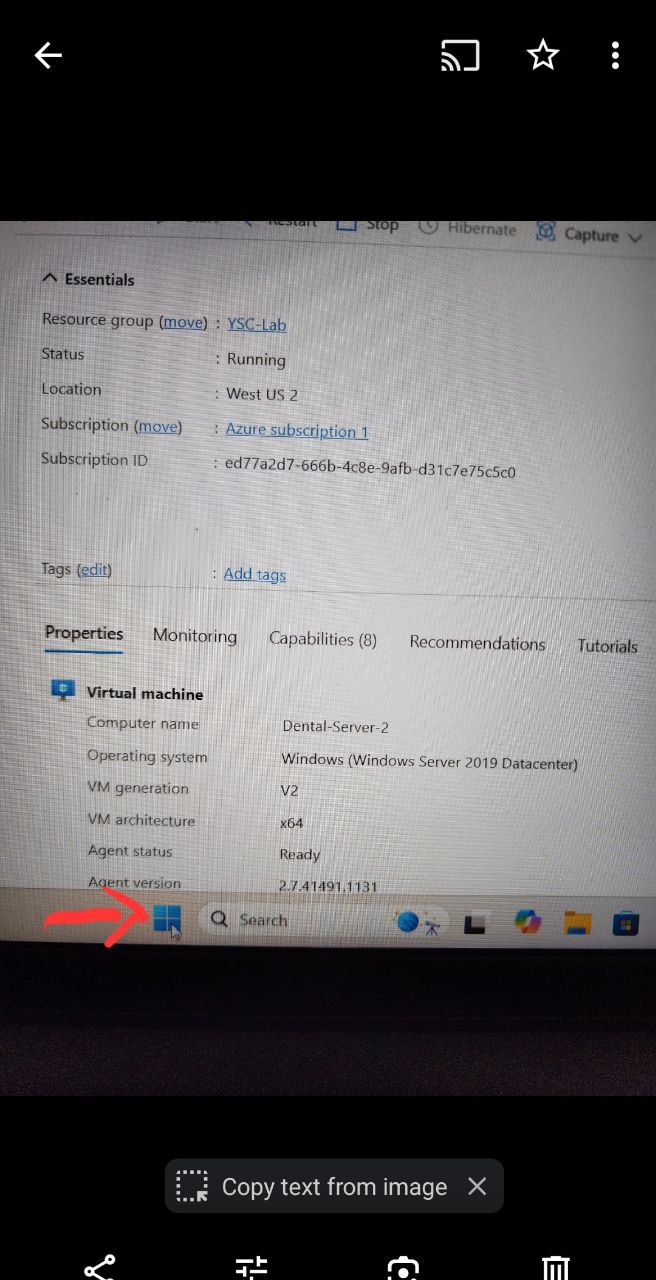 Start Restart Stop Hibernate Capture
Essentials
Resource group (move) : YSC-Lab
Status : Running
Location : West US 2
Subscription (move) : Azure subscription 1
Subscription ID : ed77a2d7-666b-4c8e-9afb-d31c7e75c5c0
Tags (edit) : Add tags
Properties Monitoring Capabilities (8) Recommendations Tutorials
Virtual machine
Computer name Dental-Server-2
Operating system Windows (Windows Server 2019 Datacenter)
VM generation V2
VM architecture x64
Agent status Ready
Agent version 2.7.41491.1131
Search
Copy text from image